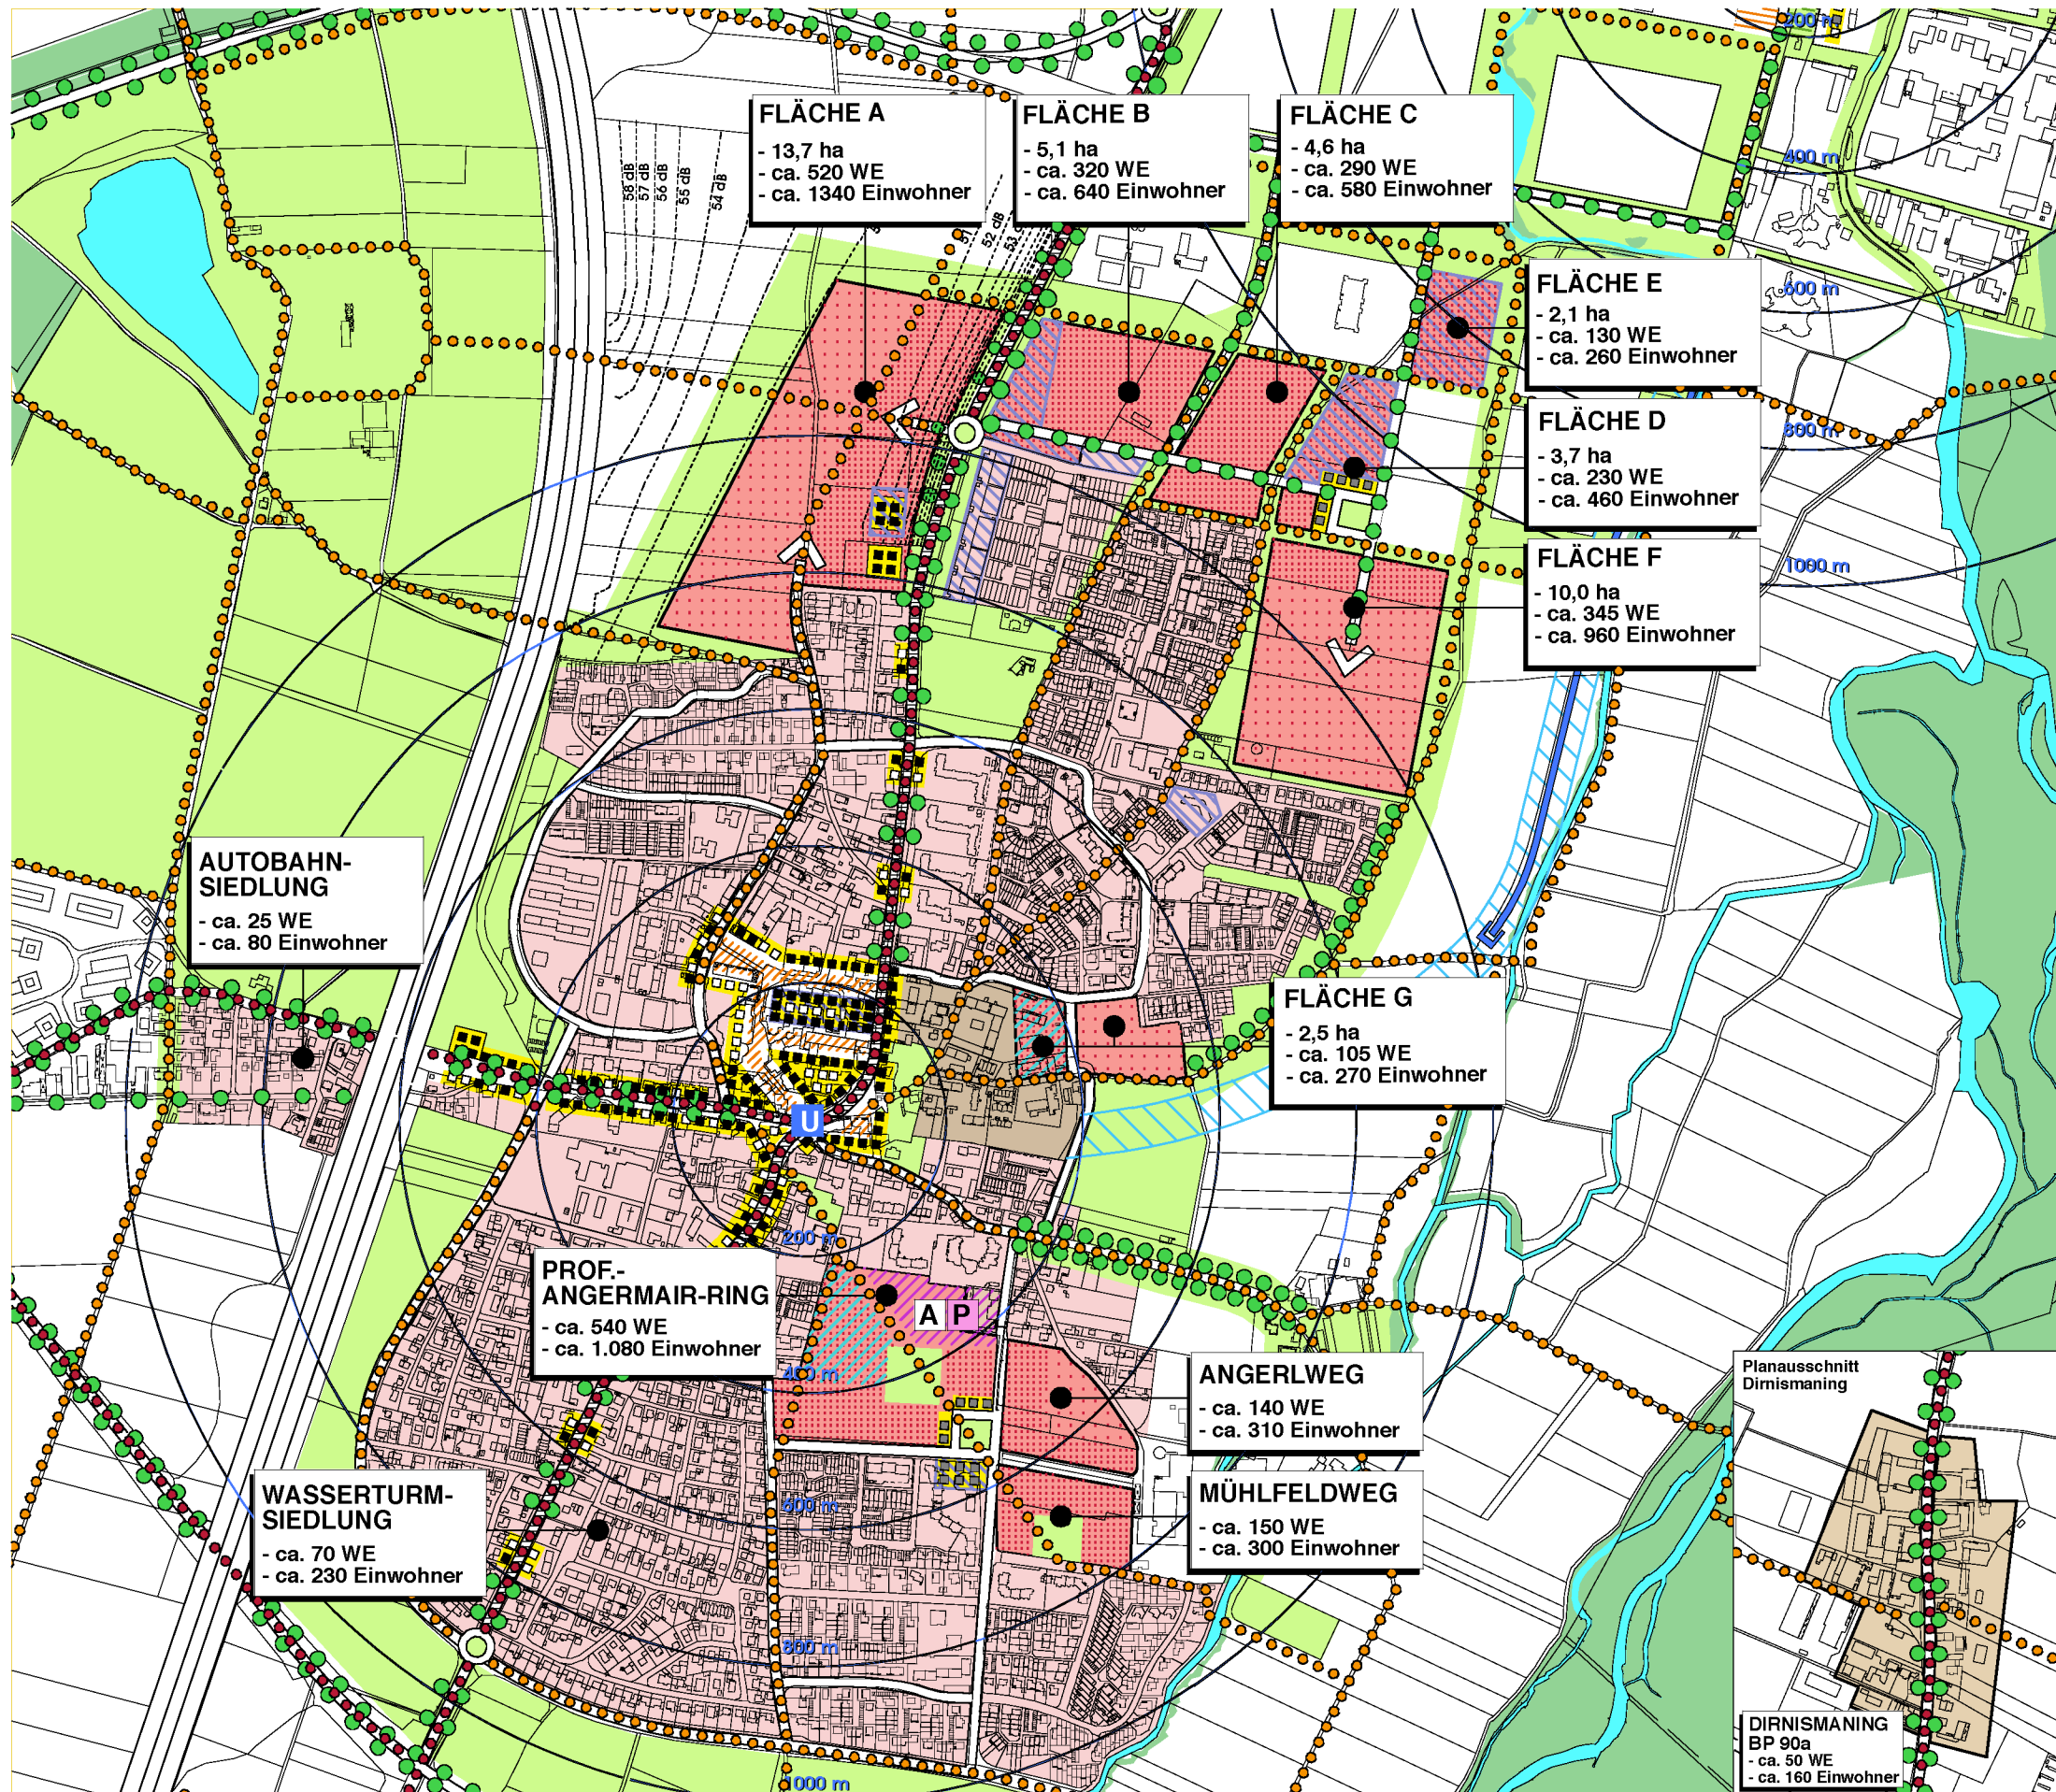 200 m
FLÄCHE A
- 13,7 ha
- ca. 520 WE
- ca. 1340 Einwohner
FLÄCHE B
- 5,1 ha
- ca. 320 WE
- ca. 640 Einwohner
FLÄCHE C
- 4,6 ha
- ca. 290 WE
- ca. 580 Einwohner
400 m
58 dB
57 dB
56 dB
55 dB
54 dB
52 dB
53
FLÄCHE E
- 2,1 ha
- ca. 130 WE
- ca. 260 Einwohner
600 m
FLÄCHE D
- 3,7 ha
- ca. 230 WE
- ca. 460 Einwohner
800 m
FLÄCHE F
- 10,0 ha
- ca. 345 WE
- ca. 960 Einwohner
1000 m
AUTOBAHN-
SIEDLUNG
- ca. 25 WE
- ca. 80 Einwohner
FLÄCHE G
- 2,5 ha
- ca. 105 WE
- ca. 270 Einwohner
U
200 m
PROF.-
ANGERMAIR-RING
- ca. 540 WE
- ca. 1.080 Einwohner
A P
400 m
ANGERLWEG
- ca. 140 WE
- ca. 310 Einwohner
Planausschnitt
Dirnismaning
WASSERTURM-
SIEDLUNG
- ca. 70 WE
- ca. 230 Einwohner
MÜHLFELDWEG
- ca. 150 WE
- ca. 300 Einwohner
600 m
800 m
DIRNISMANING
BP 90a
- ca. 50 WE
- ca. 160 Einwohner
1000 m